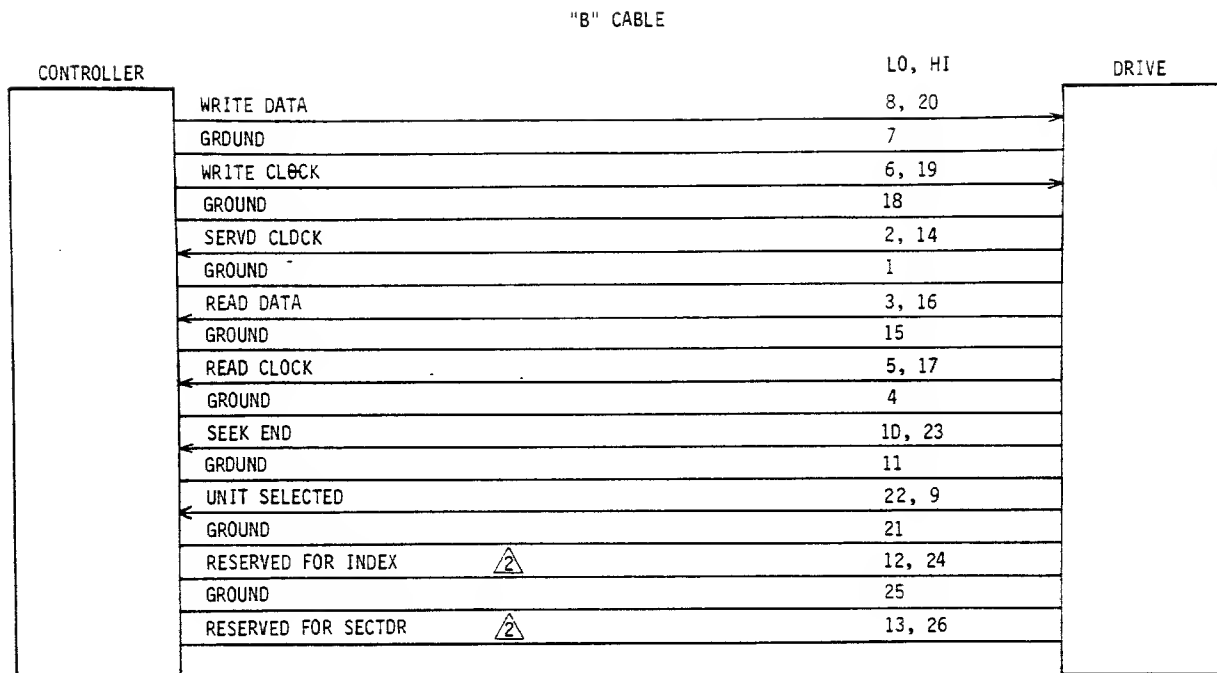 "B" CABLE
LO, HI
CONTROLLER
DRIVE
WRITE DATA 8, 20
GRDUND 7
WRITE CLOCK 6, 19
GROUND 18
SERVD CLDCK 2, 14
GROUND 1
READ DATA 3, 16
GROUND 15
READ CLOCK 5, 17
GROUND 4
SEEK END 1D, 23
GRDUND 11
UNIT SELECTED 22, 9
GROUND 21
RESERVED FOR INDEX 2 12, 24
GROUND 25
RESERVED FOR SECTDR 2 13, 26